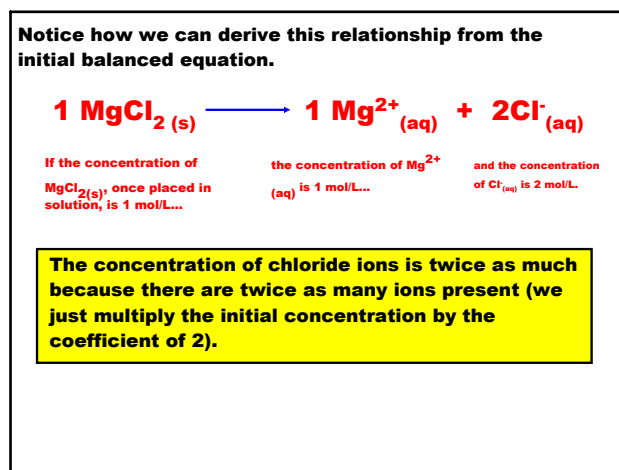 Notice how we can derive this relationship from the
initial balanced equation.
1 MgCl2 (s) → 1 Mg2+(aq) + 2Cl-(aq)
If the concentration of
MgCl2(s), once placed in
solution, is 1 mol/L...
the concentration of Mg2+
(aq) is 1 mol/L...
and the concentration
of Cl-(aq) is 2 mol/L.
The concentration of chloride ions is twice as much
because there are twice as many ions present (we
just multiply the initial concentration by the
coefficient of 2).